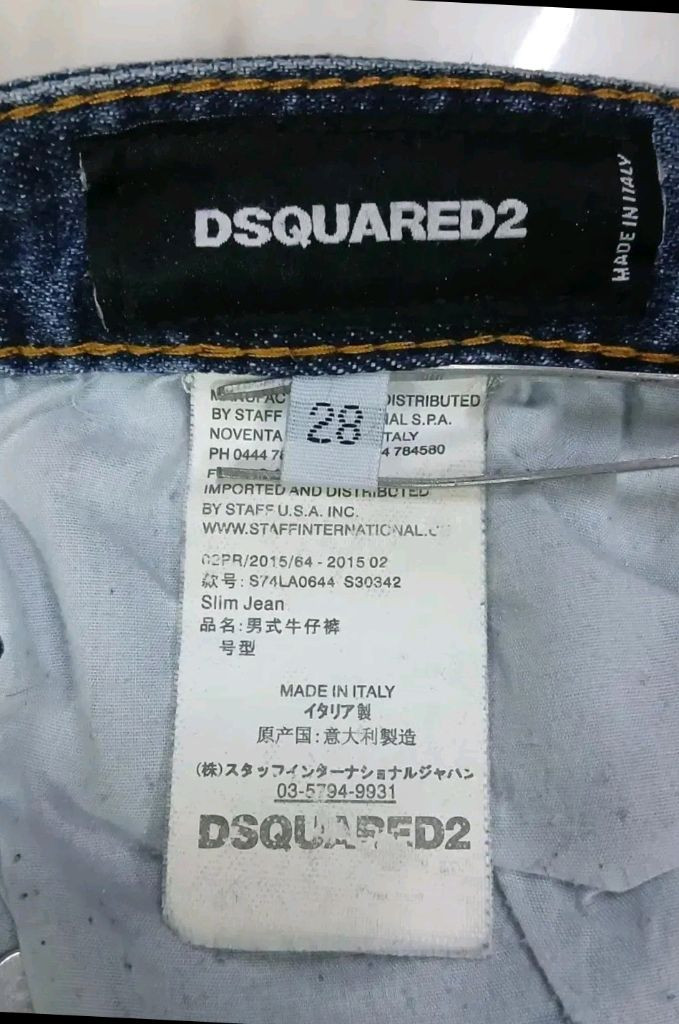 DSQUARED2
MADE IN ITALY
28
DISTRIBUTED
BY STAFF IAL S.P.A.
NOVENTA ITALY
PH 0444 784580
IMPORTED AND DISTRIBUTED
BY STAFF U.S.A. INC.
WWW.STAFFINTERNATIONAL.C
02PR/2015/64 - 2015 02
款号: S74LA0644 S30342
Slim Jean
品名:男式牛仔裤
号型
MADE IN ITALY
イタリア製
原产国:意大利製造
(株)スタッフインターナショナルジャパン
03-5794-9931
DSQUARED2